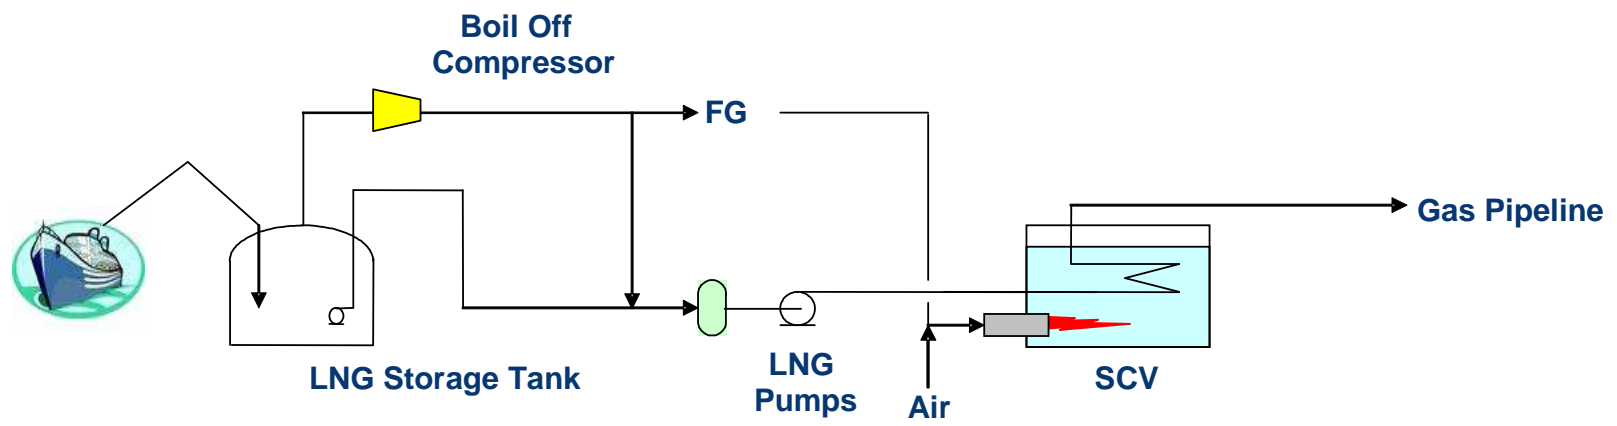 Boil Off
Compressor
FG
Gas Pipeline
LNG Storage Tank
LNG
Pumps
Air
SCV